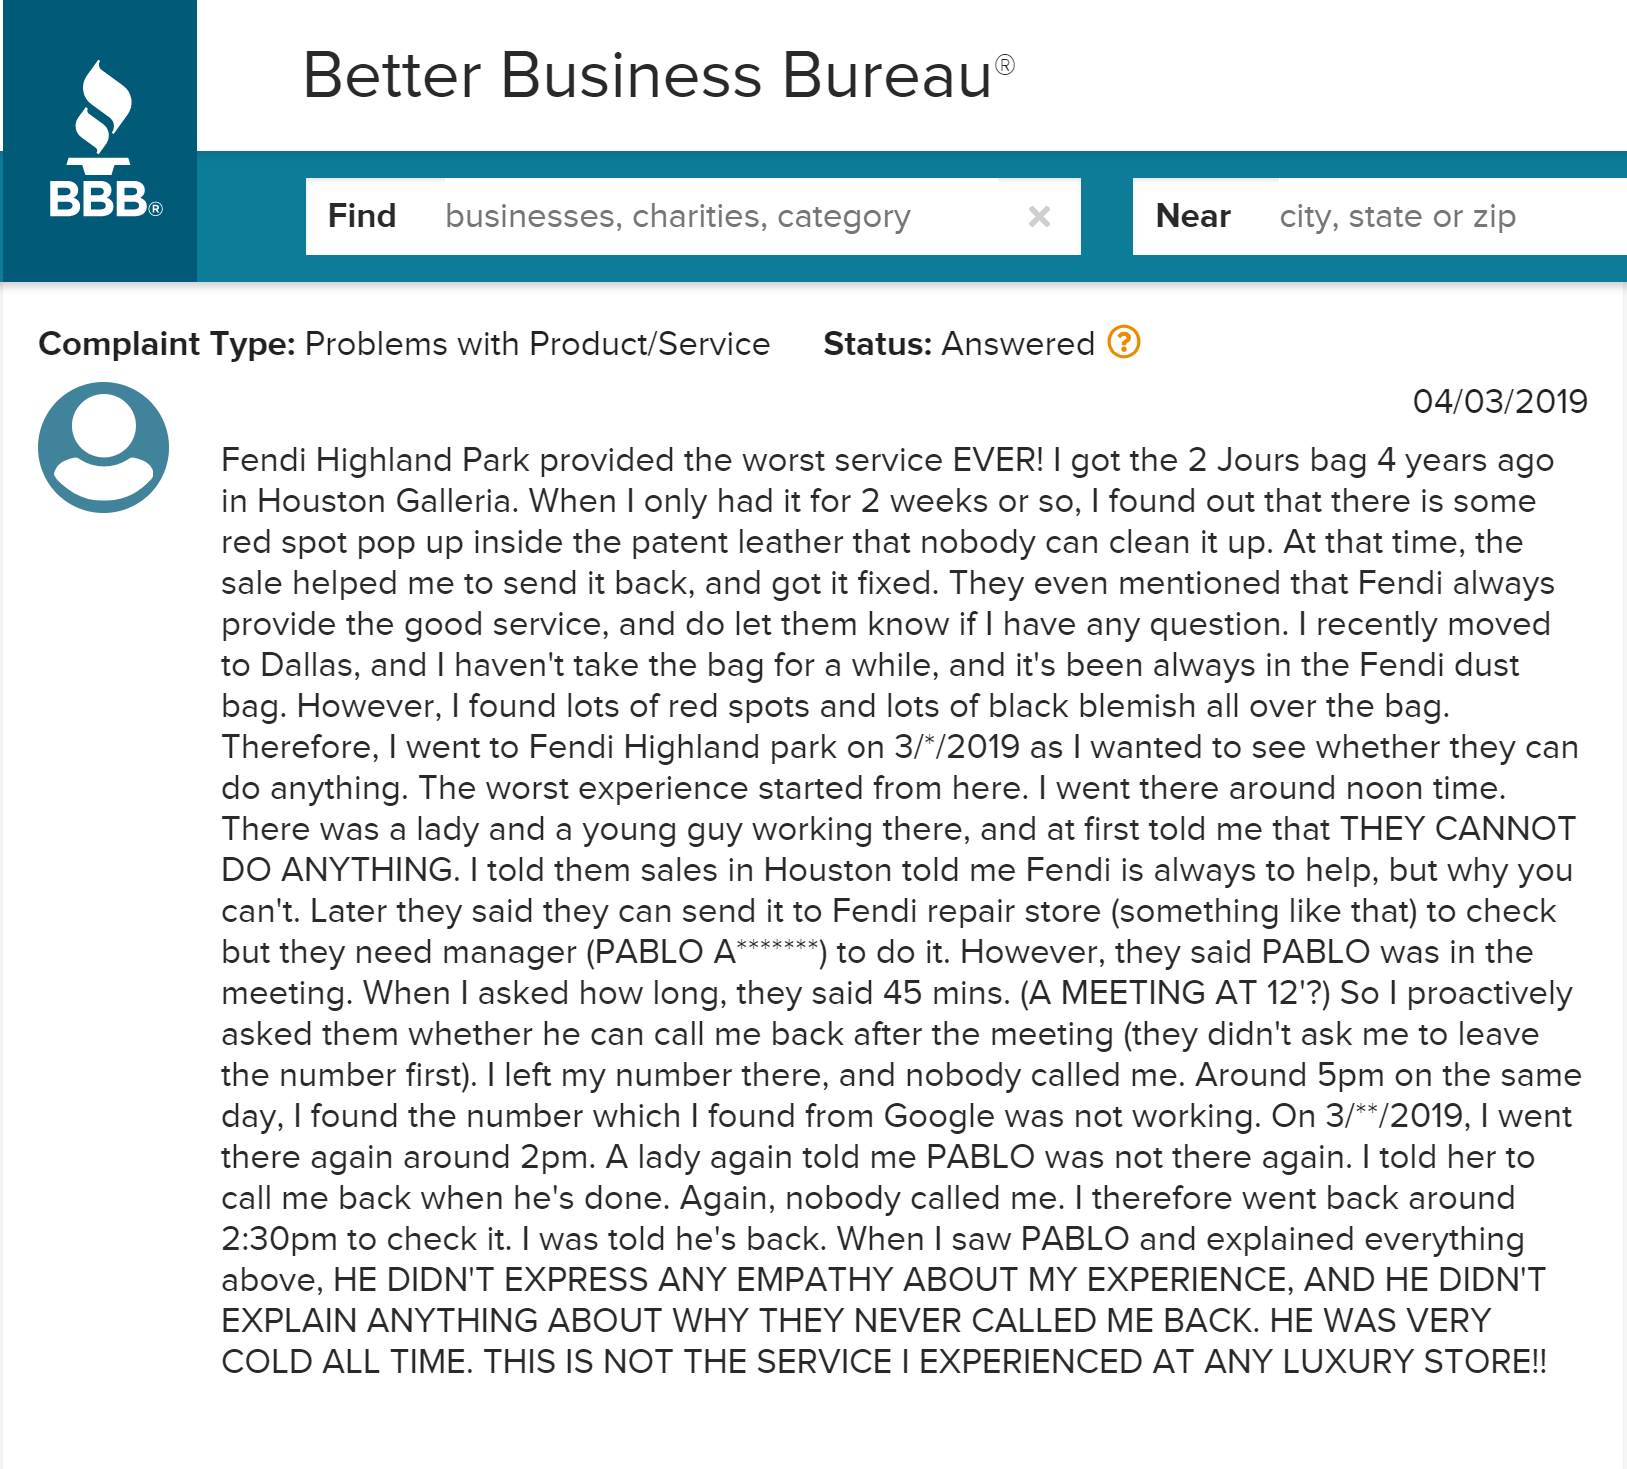 Better Business Bureau®
BBB®
Find businesses, charities, category ×
Near city, state or zip
Complaint Type: Problems with Product/Service Status: Answered ?
04/03/2019
Fendi Highland Park provided the worst service EVER! I got the 2 Jours bag 4 years ago
in Houston Galleria. When I only had it for 2 weeks or so, I found out that there is some
red spot pop up inside the patent leather that nobody can clean it up. At that time, the
sale helped me to send it back, and got it fixed. They even mentioned that Fendi always
provide the good service, and do let them know if I have any question. I recently moved
to Dallas, and I haven't take the bag for a while, and it's been always in the Fendi dust
bag. However, I found lots of red spots and lots of black blemish all over the bag.
Therefore, I went to Fendi Highland park on 3/*/2019 as I wanted to see whether they can
do anything. The worst experience started from here. I went there around noon time.
There was a lady and a young guy working there, and at first told me that THEY CANNOT
DO ANYTHING. I told them sales in Houston told me Fendi is always to help, but why you
can't. Later they said they can send it to Fendi repair store (something like that) to check
but they need manager (PABLO A*******) to do it. However, they said PABLO was in the
meeting. When I asked how long, they said 45 mins. (A MEETING AT 12'?) So I proactively
asked them whether he can call me back after the meeting (they didn't ask me to leave
the number first). I left my number there, and nobody called me. Around 5pm on the same
day, I found the number which I found from Google was not working. On 3/**/2019, I went
there again around 2pm. A lady again told me PABLO was not there again. I told her to
call me back when he's done. Again, nobody called me. I therefore went back around
2:30pm to check it. I was told he's back. When I saw PABLO and explained everything
above, HE DIDN'T EXPRESS ANY EMPATHY ABOUT MY EXPERIENCE, AND HE DIDN'T
EXPLAIN ANYTHING ABOUT WHY THEY NEVER CALLED ME BACK. HE WAS VERY
COLD ALL TIME. THIS IS NOT THE SERVICE I EXPERIENCED AT ANY LUXURY STORE!!